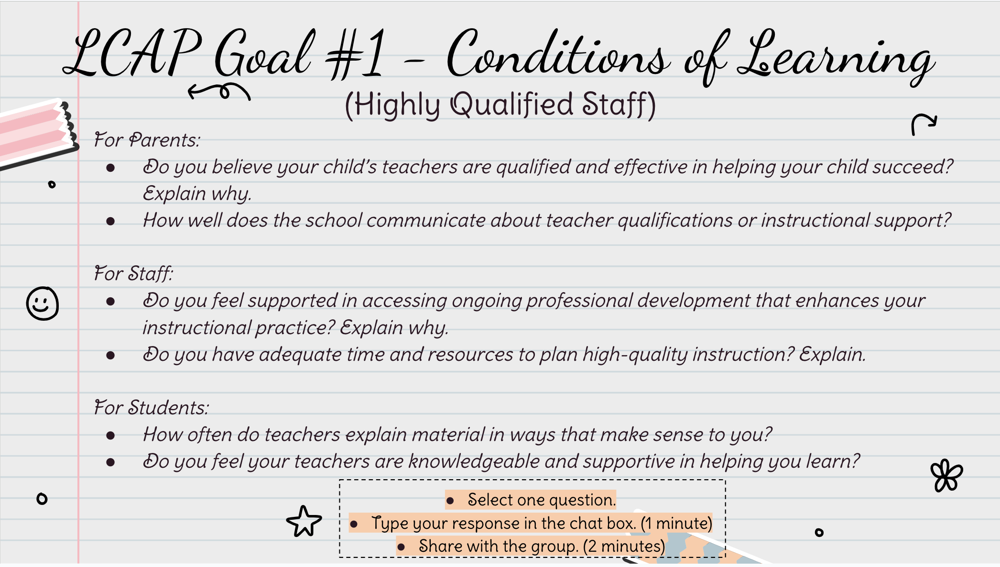 LCAP Goal #1 - Conditions of Learning
(Highly Qualified Staff)
For Parents:
● Do you believe your child’s teachers are qualified and effective in helping your child succeed?
Explain why.
● How well does the school communicate about teacher qualifications or instructional support?
For Staff:
● Do you feel supported in accessing ongoing professional development that enhances your
instructional practice? Explain why.
● Do you have adequate time and resources to plan high-quality instruction? Explain.
For Students:
● How often do teachers explain material in ways that make sense to you?
● Do you feel your teachers are knowledgeable and supportive in helping you learn?
● Select one question.
● Type your response in the chat box. (1 minute)
● Share with the group. (2 minutes)